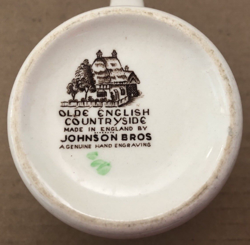 OLDE ENGLISH
COUNTRYSIDE
MADE IN ENGLAND BY
JOHNSON BROS
A GENUINE HAND ENGRAVING